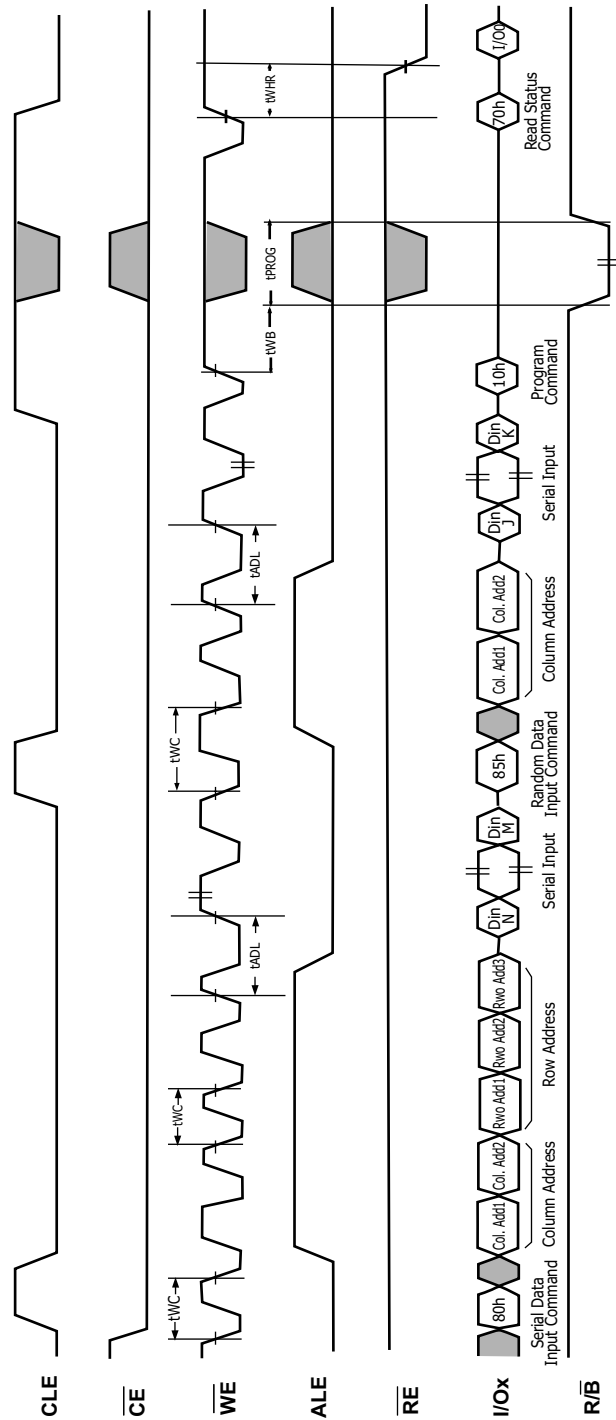 CLE
CE
WE
tWC
tWC
tADL
tWC
tADL
tWB
tPROG
tWHR
ALE
RE
I/Ox
80h
Col. Add1
Col. Add2
Rwo Add1
Rwo Add2
Rwo Add3
Din
N
Din
M
85h
Col. Add1
Col. Add2
Din
J
Din
K
10h
70h
I/O0
Serial Data
Input Command
Column Address
Row Address
Serial Input
Random Data
Input Command
Column Address
Serial Input
Program
Command
Read Status
Command
R/B